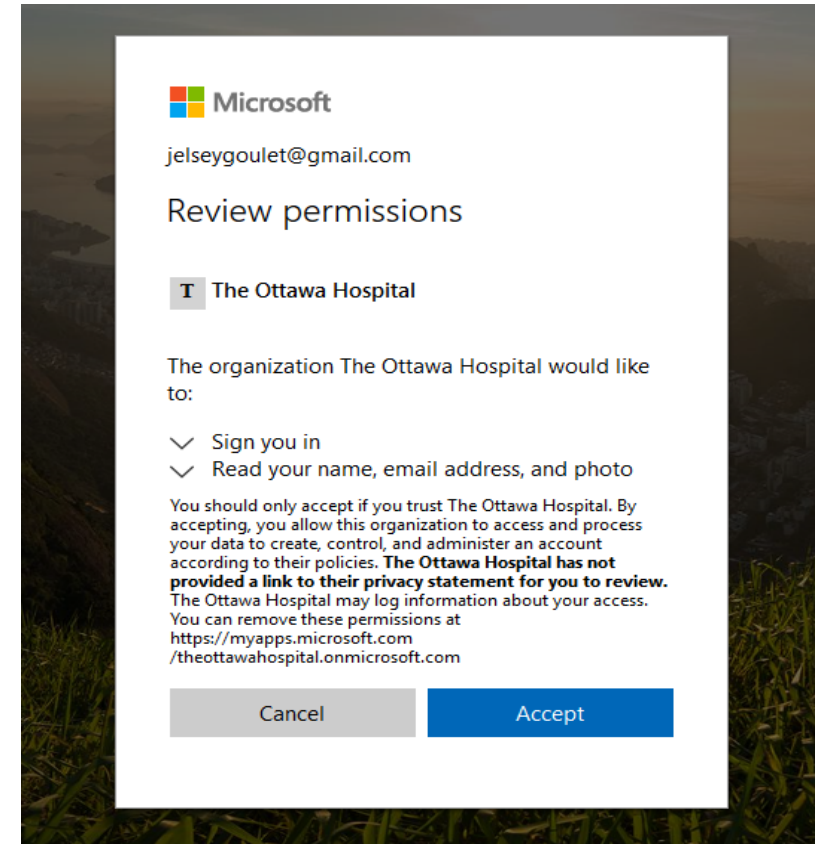 Microsoft
jelseygoulet@gmail.com
Review permissions
T The Ottawa Hospital
The organization The Ottawa Hospital would like
to:
Sign you in
Read your name, email address, and photo
You should only accept if you trust The Ottawa Hospital. By
accepting, you allow this organization to access and process
your data to create, control, and administer an account
according to their policies. The Ottawa Hospital has not
provided a link to their privacy statement for you to review.
The Ottawa Hospital may log information about your access.
You can remove these permissions at
https://myapps.microsoft.com
/theottawahospital.onmicrosoft.com
Cancel Accept